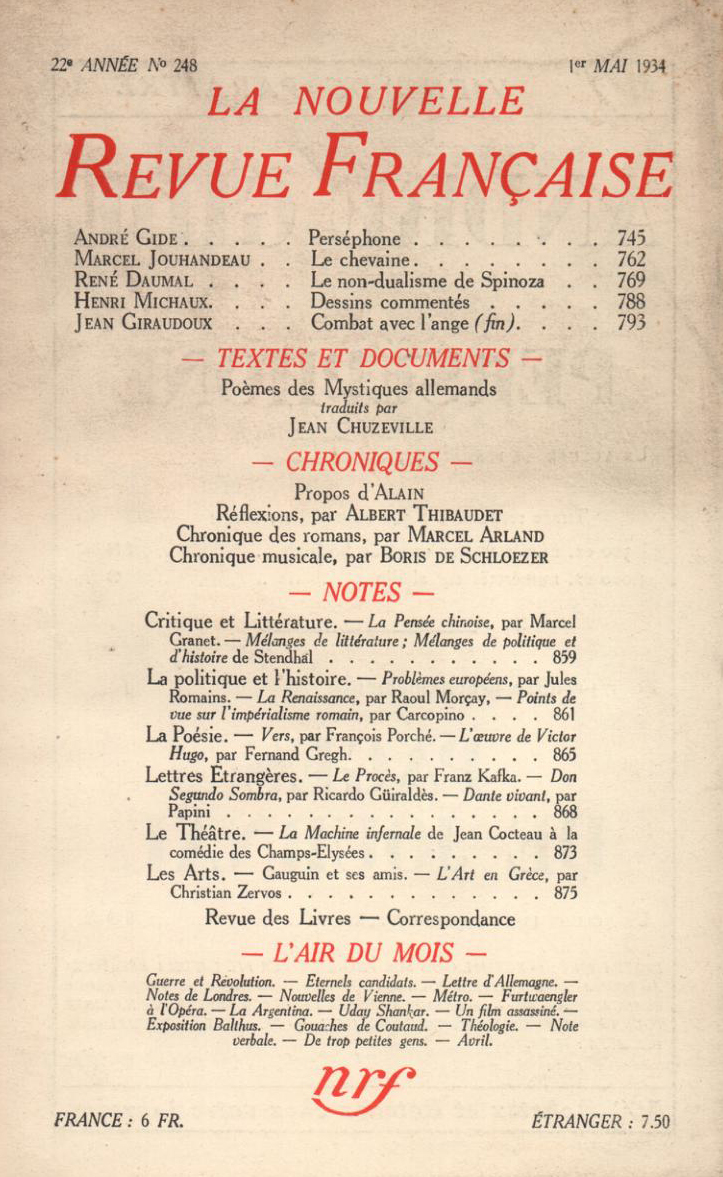 22e ANNÉE No 248 1er MAI 1934
LA NOUVELLE
REVUE FRANÇAISE
ANDRÉ GIDE . . . . . Perséphone . . . . . . . . 745
MARCEL JOUHANDEAU . . Le chevaine. . . . . . . . 762
RENÉ DAUMAL . . . . Le non-dualisme de Spinoza . . 769
HENRI MICHAUX. . . . Dessins commentés . . . . . 788
JEAN GIRAUDOUX . . . Combat avec l'ange (fin). . . . 793
— TEXTES ET DOCUMENTS —
Poèmes des Mystiques allemands
traduits par
JEAN CHUZEVILLE
— CHRONIQUES —
Propos d'ALAIN
Réflexions, par ALBERT THIBAUDET
Chronique des romans, par MARCEL ARLAND
Chronique musicale, par BORIS DE SCHLOEZER
— NOTES —
Critique et Littérature. — La Pensée chinoise, par Marcel
Granet. — Mélanges de littérature ; Mélanges de politique et
d'histoire de Stendhal . . . . . . . . . . . 859
La politique et l'histoire. — Problèmes européens, par Jules
Romains. — La Renaissance, par Raoul Morçay, — Points de
vue sur l'impérialisme romain, par Carcopino . . . . 861
La Poésie. — Vers, par François Porché. — L'œuvre de Victor
Hugo, par Fernand Gregh. . . . . . . . . . 865
Lettres Etrangères. — Le Procès, par Franz Kafka. — Don
Segundo Sombra, par Ricardo Güiraldès. — Dante vivant, par
Papini . . . . . . . . . . . . . . . . 868
Le Théâtre. — La Machine infernale de Jean Cocteau à la
comédie des Champs-Elysées . . . . . . . . . 873
Les Arts. — Gauguin et ses amis. — L'Art en Grèce, par
Christian Zervos . . . . . . . . . . . . . 875
Revue des Livres — Correspondance
— L'AIR DU MOIS —
Guerre et Révolution. — Eternels candidats. — Lettre d'Allemagne. —
Notes de Londres. — Nouvelles de Vienne. — Métro. — Furtwaengler
à l'Opéra. — La Argentina. — Uday Shankar. — Un film assassiné. —
Exposition Balthus. — Gouaches de Coutaud. — Théologie. — Note
verbale. — De trop petites gens. — Avril.
nrf
FRANCE : 6 FR. ÉTRANGER : 7.50